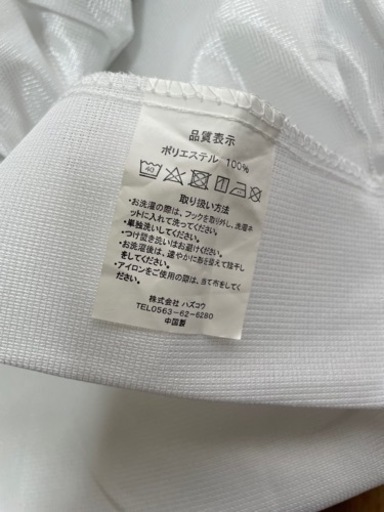 品質表示
ポリエステル 100%
40
取り扱い方法
・お洗濯の際は、フックを取り外し、洗濯ネ
ットに入れて洗ってください。
・単独洗いしてください。
・つけ置き洗いはお避けください。
・お洗濯後は、速やかに形を整えて陰干し
をしてください。
・アイロンをご使用の際は、当て布をしてく
ださい。
株式会社 ハズコウ
TEL0563-62-6280
中国製